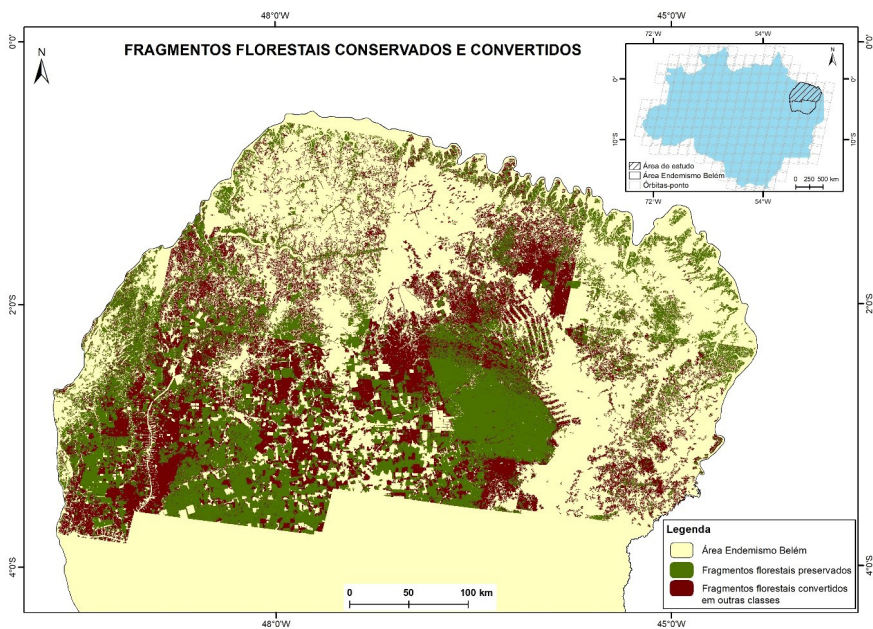 48°0'W
45°0'W
0°0'
0°0'
N
FRAGMENTOS FLORESTAIS CONSERVADOS E CONVERTIDOS
72°W
54°W
N
0°
0°
10°S
10°S
Área de estudo
Área Endemismo Belém
Órbitas-ponto
0 250 500 km
72°W
54°W
2°0'S
2°0'S
4°0'S
4°0'S
Legenda
Área Endemismo Belém
Fragmentos florestais preservados
Fragmentos florestais convertidos
em outras classes
0 50 100 km
48°0'W
45°0'W